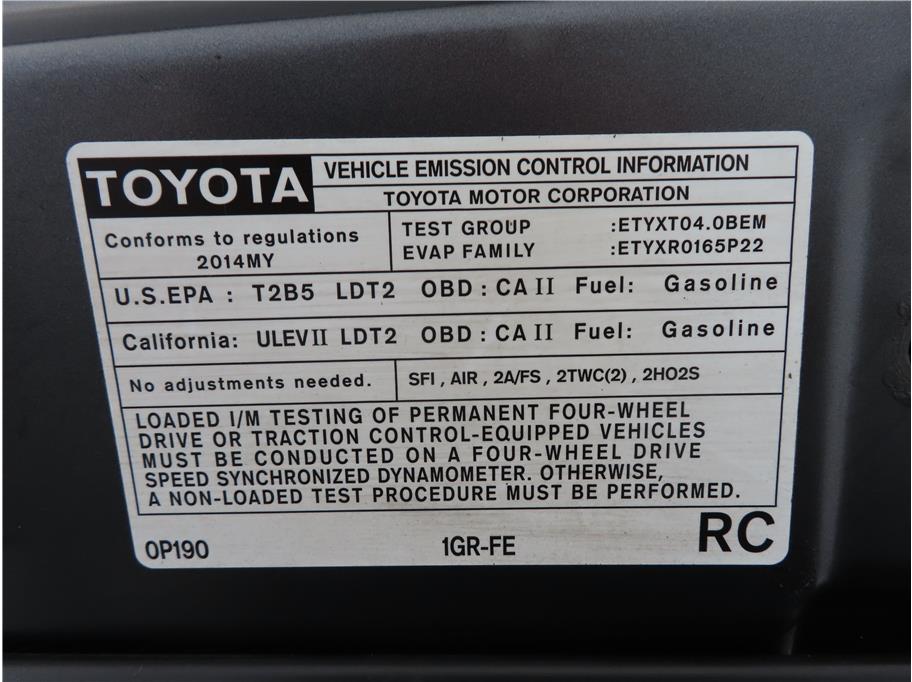 TOYOTA
VEHICLE EMISSION CONTROL INFORMATION
TOYOTA MOTOR CORPORATION
Conforms to regulations
2014MY
TEST GROUP :ETYXT04.0BEM
EVAP FAMILY :ETYXR0165P22
U.S.EPA : T2B5 LDT2 OBD : CA II Fuel: Gasoline
California: ULEV II LDT2 OBD : CA II Fuel: Gasoline
No adjustments needed.
SFI , AIR , 2A/FS , 2TWC(2) , 2HO2S
LOADED I/M TESTING OF PERMANENT FOUR-WHEEL
DRIVE OR TRACTION CONTROL-EQUIPPED VEHICLES
MUST BE CONDUCTED ON A FOUR-WHEEL DRIVE
SPEED SYNCHRONIZED DYNAMOMETER. OTHERWISE,
A NON-LOADED TEST PROCEDURE MUST BE PERFORMED.
0P190 1GR-FE RC